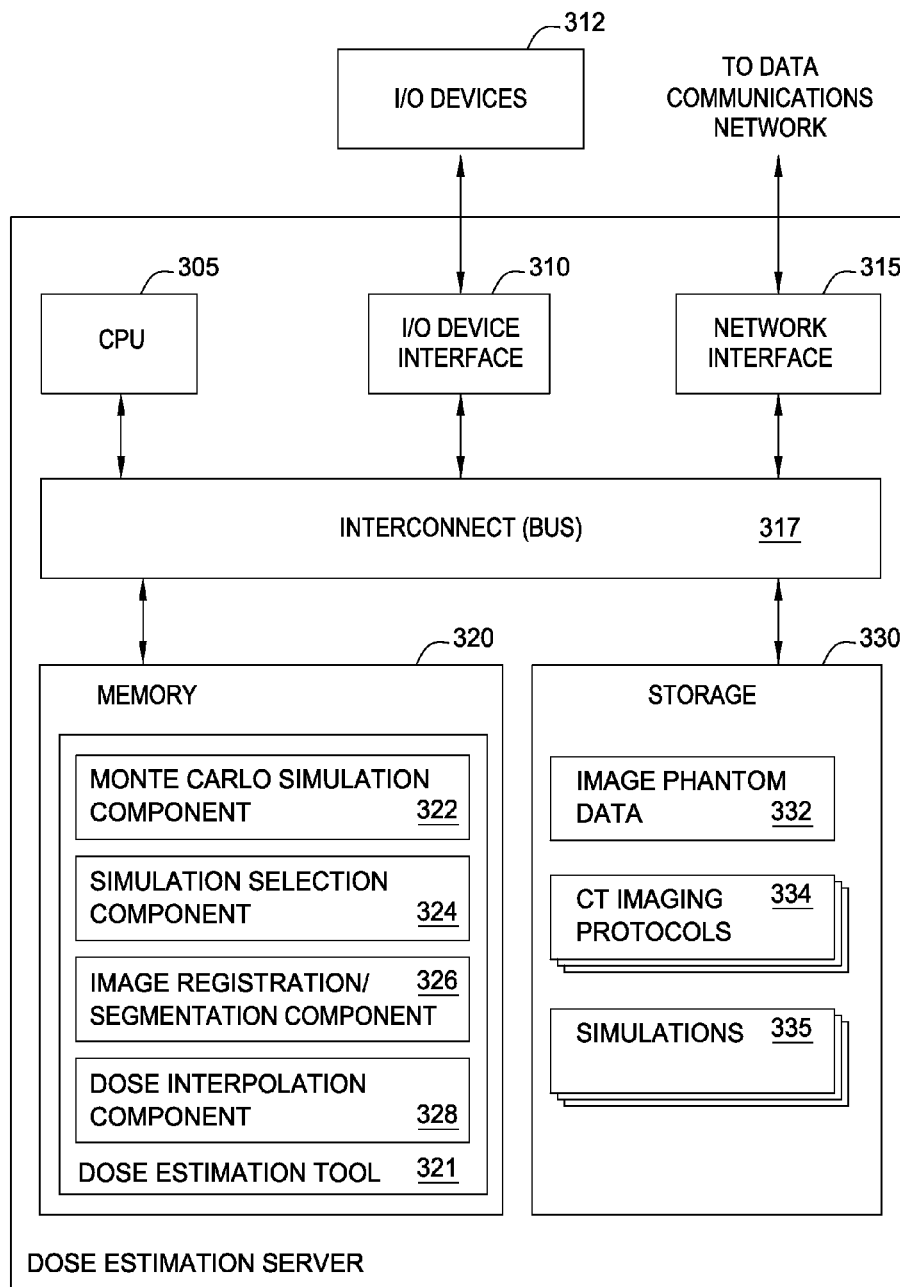 312
I/O DEVICES
TO DATA
COMMUNICATIONS
NETWORK
305
CPU
310
I/O DEVICE
INTERFACE
315
NETWORK
INTERFACE
INTERCONNECT (BUS) 317
320
MEMORY
MONTE CARLO SIMULATION
COMPONENT 322
SIMULATION SELECTION
COMPONENT 324
IMAGE REGISTRATION/ 326
SEGMENTATION COMPONENT
DOSE INTERPOLATION
COMPONENT 328
DOSE ESTIMATION TOOL 321
330
STORAGE
IMAGE PHANTOM
DATA 332
CT IMAGING 334
PROTOCOLS
SIMULATIONS 335
DOSE ESTIMATION SERVER